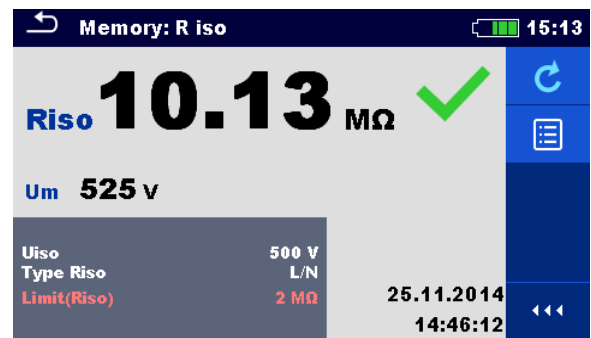 Memory: R iso 15:13
Riso 10.13 MΩ
Um 525 V
Uiso 500 V
Type Riso L/N
Limit(Riso) 2 MΩ
25.11.2014
14:46:12